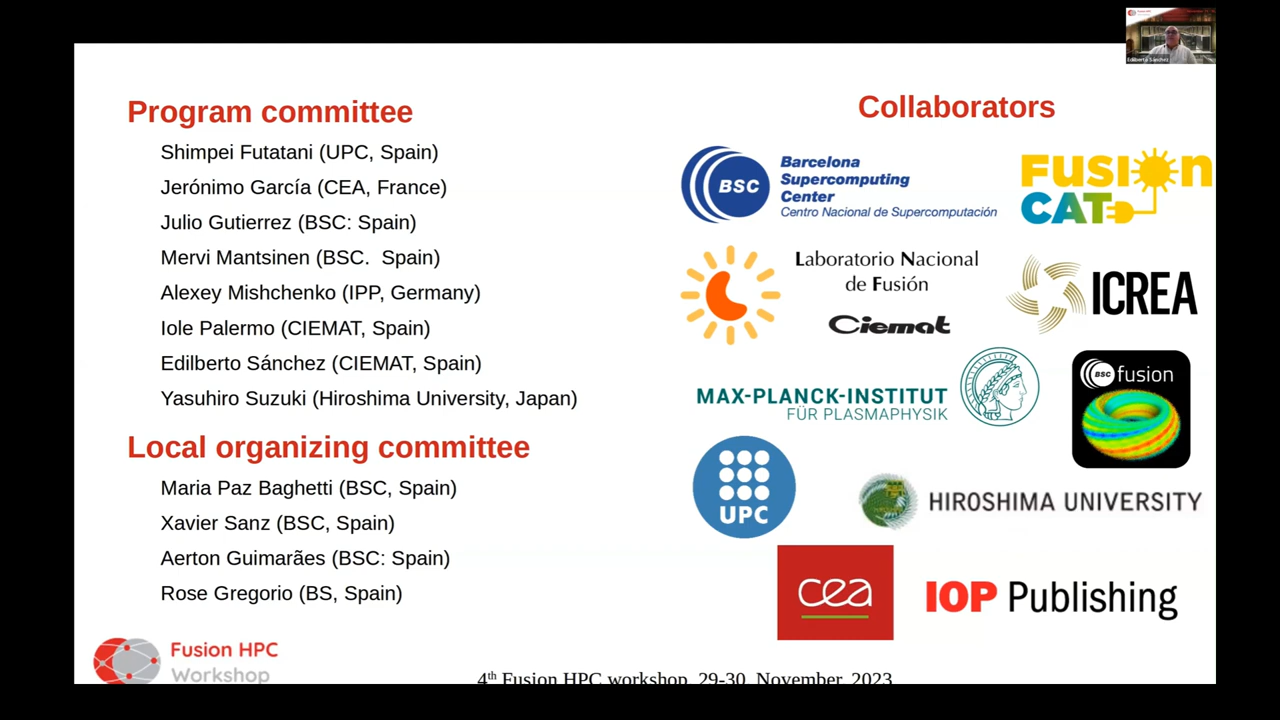 Program committee
Shimpei Futatani (UPC, Spain)
Jerónimo García (CEA, France)
Julio Gutierrez (BSC: Spain)
Mervi Mantsinen (BSC.  Spain)
Alexey Mishchenko (IPP, Germany)
Iole Palermo (CIEMAT, Spain)
Edilberto Sánchez (CIEMAT, Spain)
Yasuhiro Suzuki (Hiroshima University, Japan)
Local organizing committee
Maria Paz Baghetti (BSC, Spain)
Xavier Sanz (BSC, Spain)
Aerton Guimarães (BSC: Spain)
Rose Gregorio (BS, Spain)
Fusion HPC
Workshop
4th Fusion HPC workshop, 29-30, November, 2023
Collaborators
BSC
Barcelona
Supercomputing
Center
Centro Nacional de Supercomputación
FUSION
CAT
Laboratorio Nacional
de Fusión
Ciemat
ICREA
MAX-PLANCK-INSTITUT
FÜR PLASMAPHYSIK
BSC fusion
UPC
HIROSHIMA UNIVERSITY
cea
IOP Publishing
Fusion HPC
Edilberto Sánchez